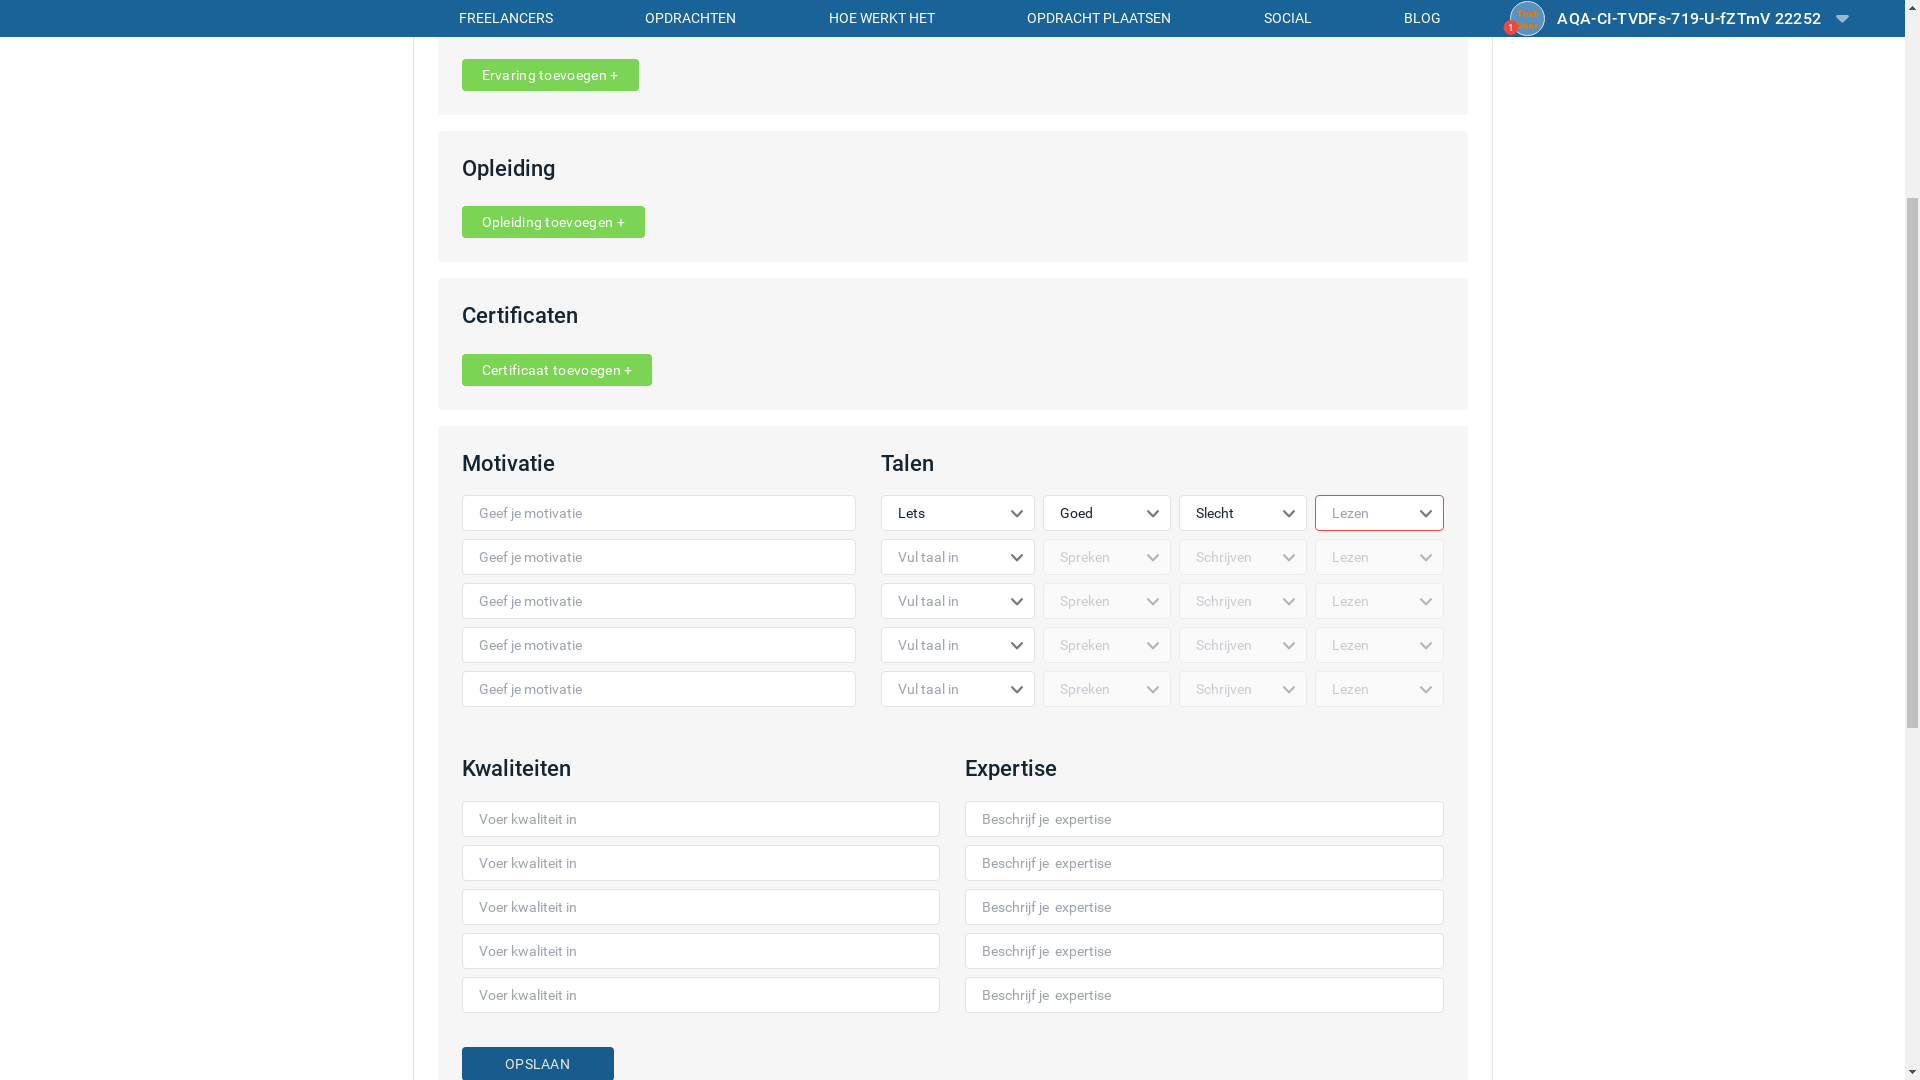 FREELANCERS OPDRACHTEN HOE WERKT HET OPDRACHT PLAATSEN SOCIAL BLOG 1 AQA-CI-TVDFs-719-U-fZTmV 22252
Ervaring toevoegen +
Opleiding
Opleiding toevoegen +
Certificaten
Certificaat toevoegen +
Motivatie Talen
Geef je motivatie Lets Goed Slecht Lezen
Geef je motivatie Vul taal in Spreken Schrijven Lezen
Geef je motivatie Vul taal in Spreken Schrijven Lezen
Geef je motivatie Vul taal in Spreken Schrijven Lezen
Geef je motivatie Vul taal in Spreken Schrijven Lezen
Kwaliteiten Expertise
Voer kwaliteit in Beschrijf je expertise
Voer kwaliteit in Beschrijf je expertise
Voer kwaliteit in Beschrijf je expertise
Voer kwaliteit in Beschrijf je expertise
Voer kwaliteit in Beschrijf je expertise
OPSLAAN